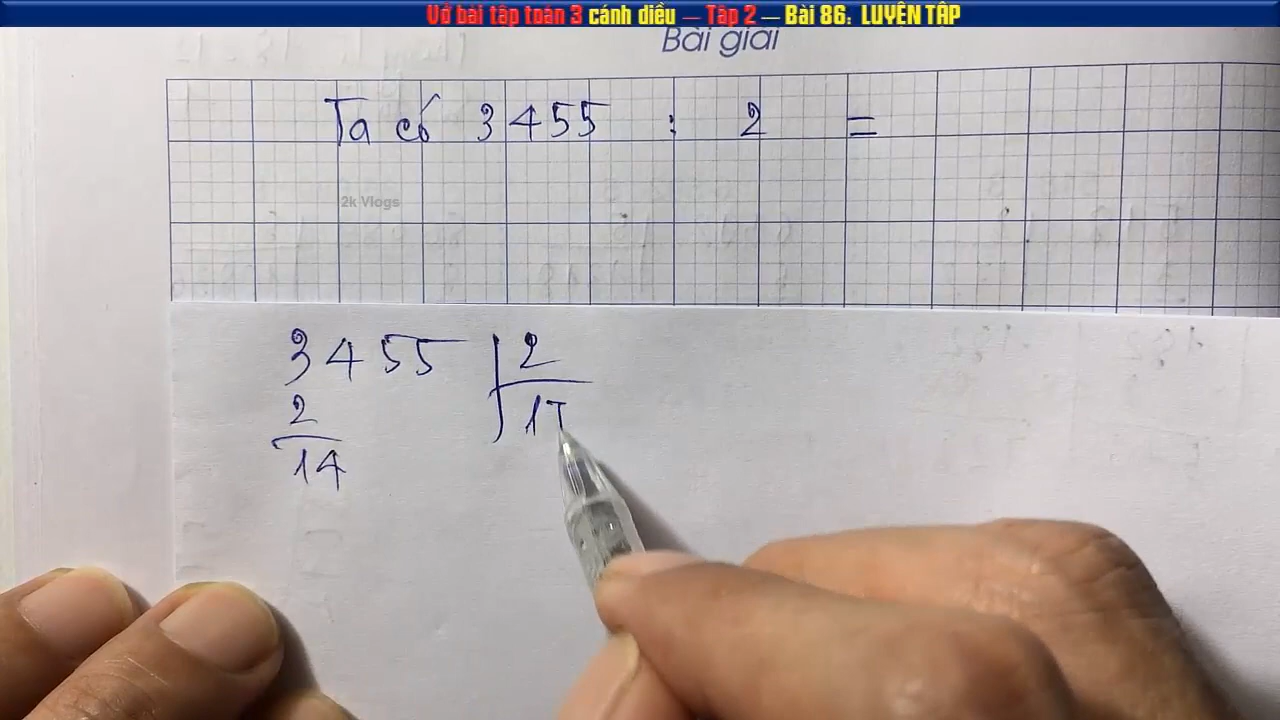 Vở bài tập toán 3 cánh diều – Tập 2 – Bài 86: LUYỆN TẬP
Bài giải
Ta có 3455 : 2 =
2k Vlogs
3455 2
2 17
14